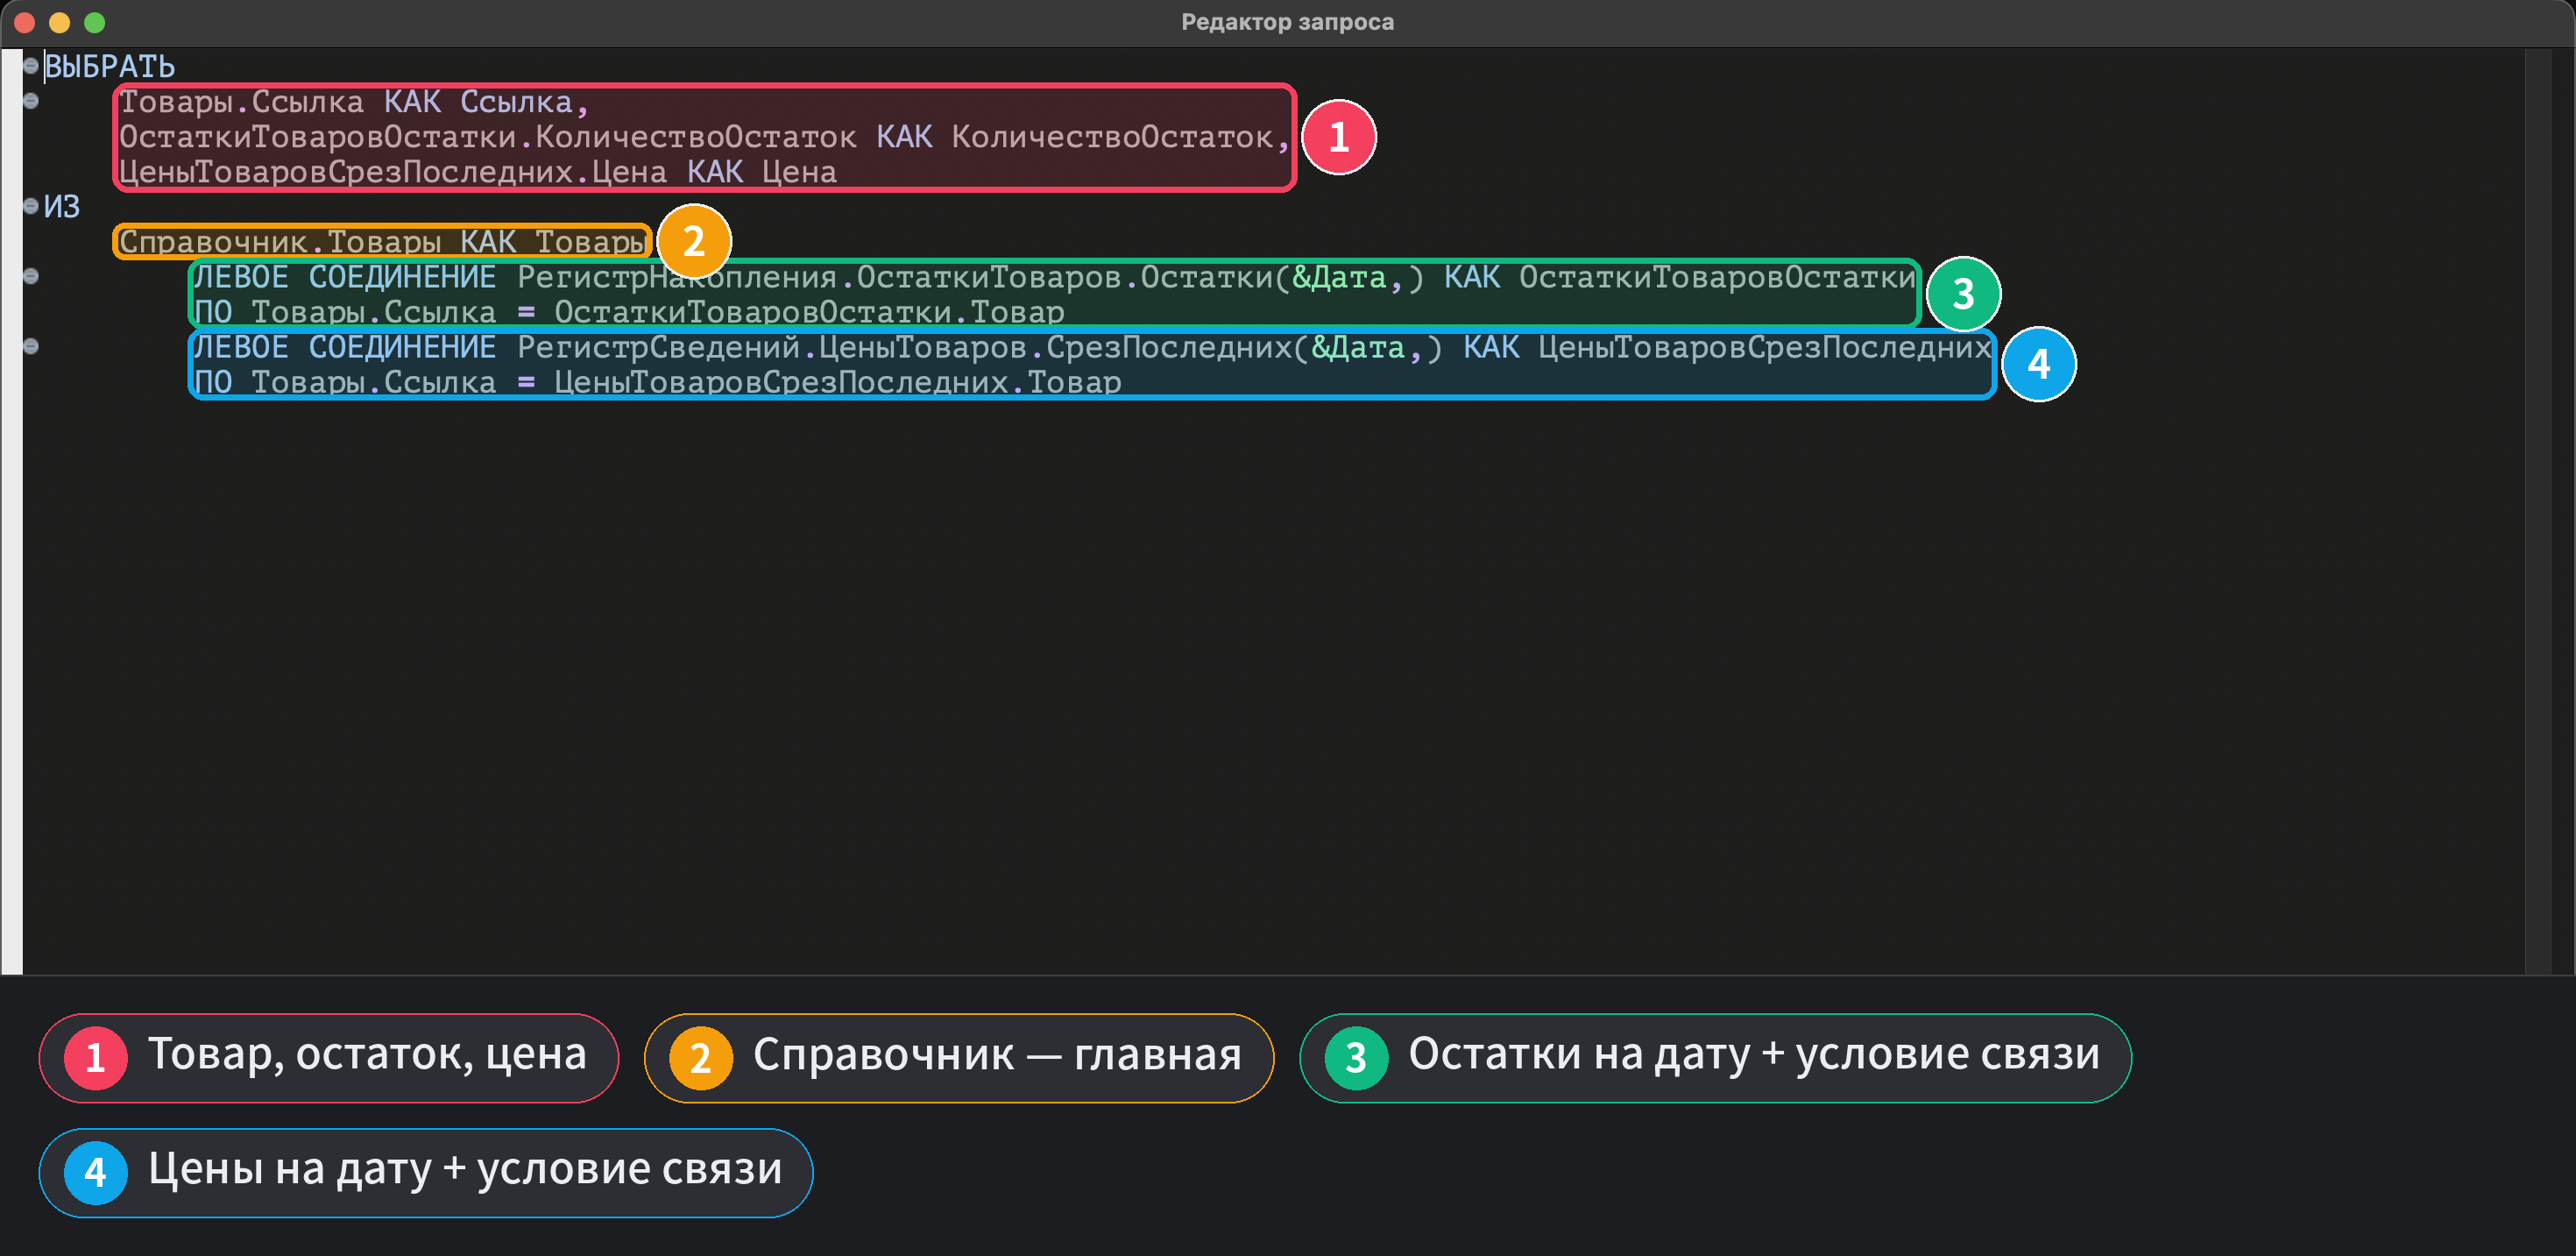 Редактор запроса
ВЫБРАТЬ
Товары.Ссылка КАК Ссылка,
ОстаткиТоваровОстатки.КоличествоОстаток КАК КоличествоОстаток,
ЦеныТоваровСрезПоследних.Цена КАК Цена
1
ИЗ
Справочник.Товары КАК Товары
2
ЛЕВОЕ СОЕДИНЕНИЕ РегистрНакопления.ОстаткиТоваров.Остатки(&Дата,) КАК ОстаткиТоваровОстатки
ПО Товары.Ссылка = ОстаткиТоваровОстатки.Товар
3
ЛЕВОЕ СОЕДИНЕНИЕ РегистрСведений.ЦеныТоваров.СрезПоследних(&Дата,) КАК ЦеныТоваровСрезПоследних
ПО Товары.Ссылка = ЦеныТоваровСрезПоследних.Товар
4
1 Товар, остаток, цена
2 Справочник — главная
3 Остатки на дату + условие связи
4 Цены на дату + условие связи